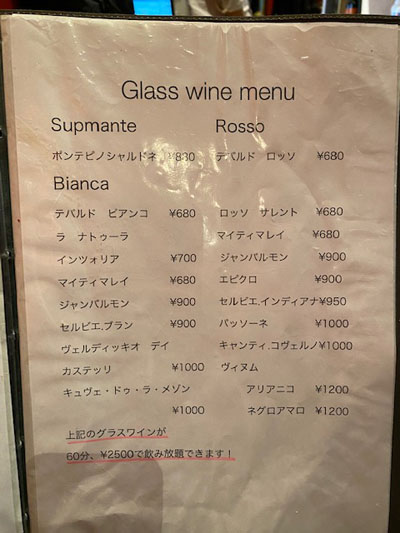 Glass wine menu
Supmante
ポンテピノシャルドネ ¥880
Bianca
テバルド ビアンコ ¥680
ラ ナトゥーラ
インツォリア ¥700
マイティマレイ ¥680
ジャンバルモン ¥900
セルビエ.ブラン ¥900
ヴェルディッキオ デイ
カステッリ ¥1000
キュヴェ・ドゥ・ラ・メゾン
¥1000
Rosso
テバルド ロッソ ¥680
ロッソ サレント ¥680
マイティマレイ ¥680
ジャンバルモン ¥900
エピクロ ¥900
セルビエ.インディアナ¥950
パッソーネ ¥1000
キャンティ.コヴェルノ¥1000
ヴィヌム
アリアニコ ¥1200
ネグロアマロ ¥1200
上記のグラスワインが
60分、¥2500で飲み放題できます！